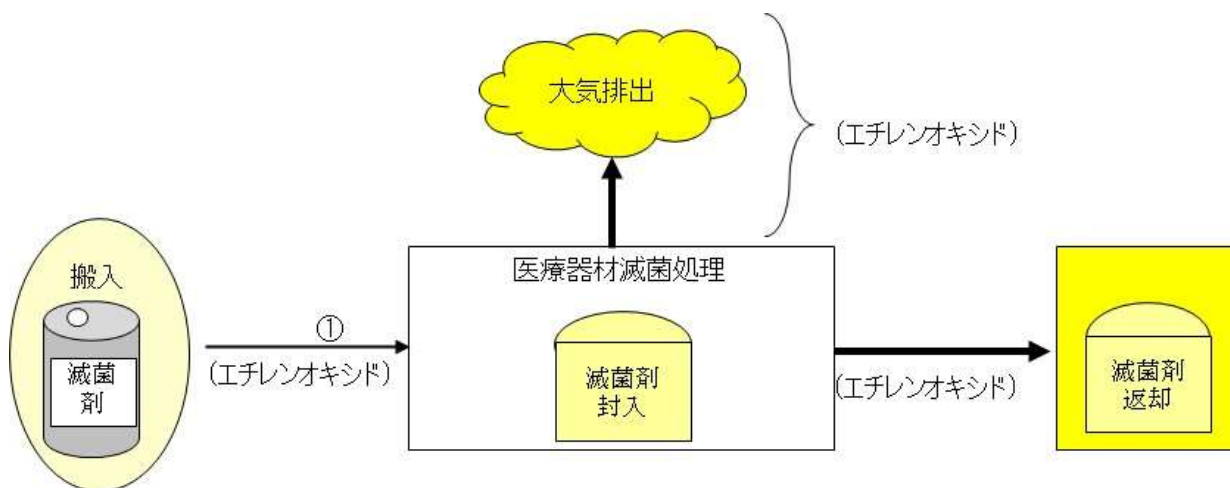 大気排出
(エチレンオキシド)
搬入
滅菌
剤
①
(エチレンオキシド)
医療器材滅菌処理
滅菌剤
封入
(エチレンオキシド)
滅菌剤
返却